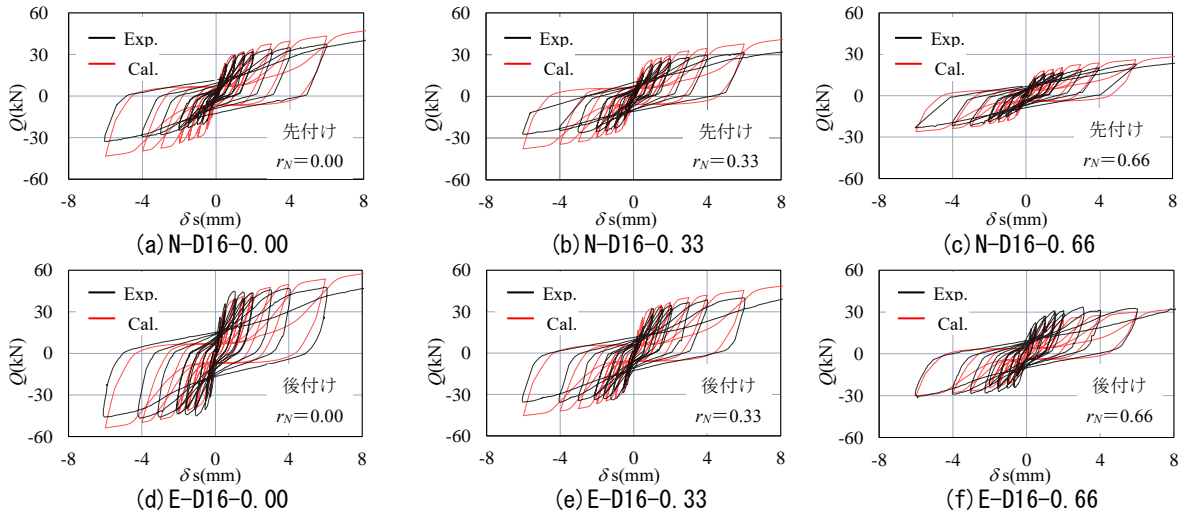 60
30
0
-30
-60
Q(kN)
Exp.
Cal.
先付け
rN=0.00
-8 -4 0 4 8
δs(mm)
(a)N-D16-0.00
60
30
0
-30
-60
Q(kN)
Exp.
Cal.
先付け
rN=0.33
-8 -4 0 4 8
δs(mm)
(b)N-D16-0.33
60
30
0
-30
-60
Q(kN)
Exp.
Cal.
先付け
rN=0.66
-8 -4 0 4 8
δs(mm)
(c)N-D16-0.66
60
30
0
-30
-60
Q(kN)
Exp.
Cal.
後付け
rN=0.00
-8 -4 0 4 8
δs(mm)
(d)E-D16-0.00
60
30
0
-30
-60
Q(kN)
Exp.
Cal.
後付け
rN=0.33
-8 -4 0 4 8
δs(mm)
(e)E-D16-0.33
60
30
0
-30
-60
Q(kN)
Exp.
Cal.
後付け
rN=0.66
-8 -4 0 4 8
δs(mm)
(f)E-D16-0.66